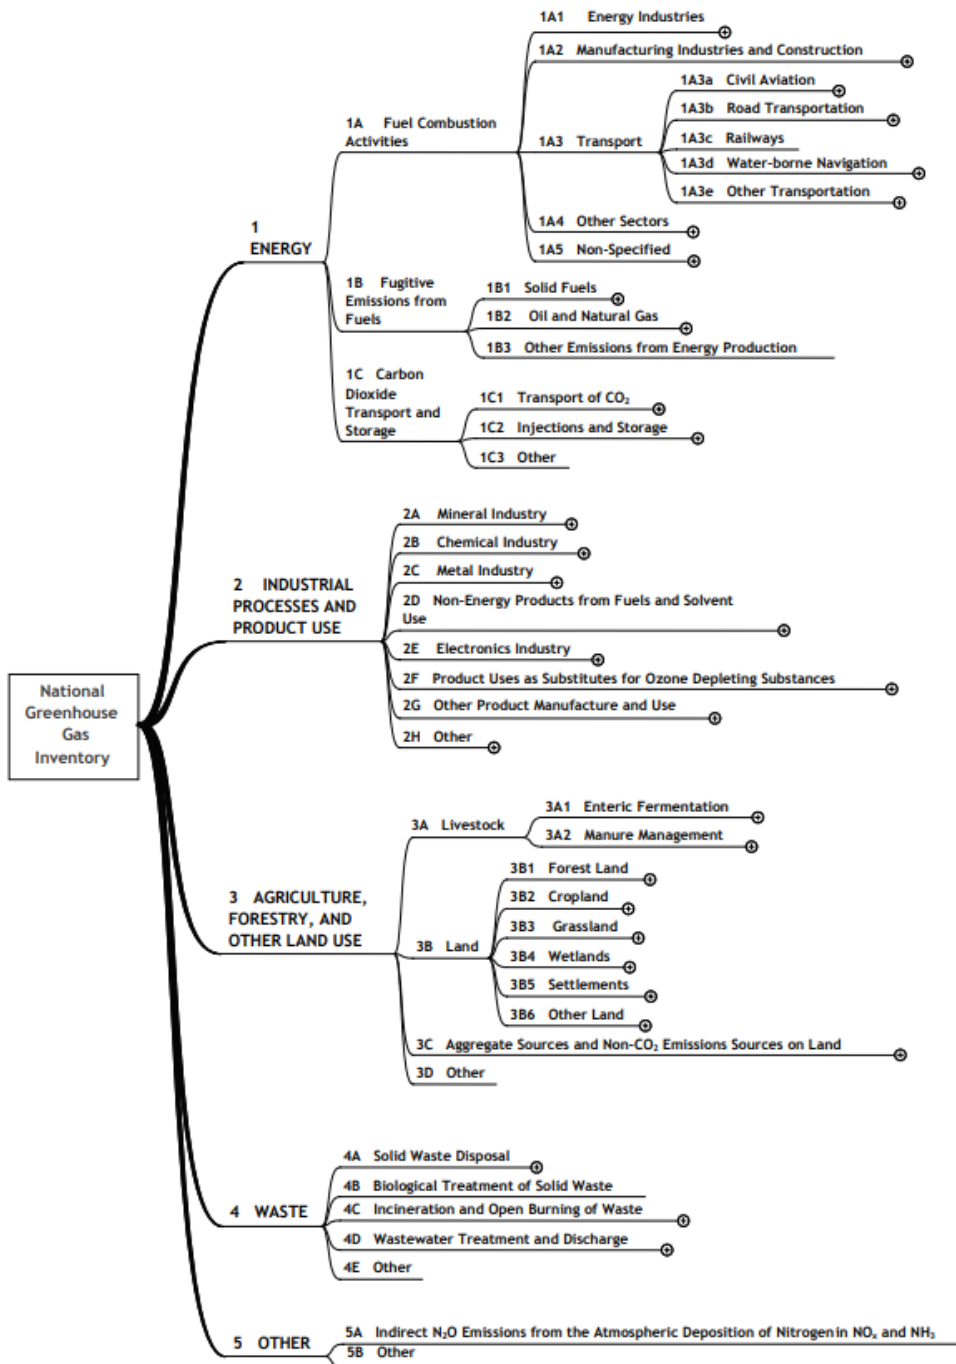 1A1 Energy Industries
1A2 Manufacturing Industries and Construction
1A3a Civil Aviation
1A3b Road Transportation
1A Fuel Combustion
Activities
1A3 Transport
1A3c Railways
1A3d Water-borne Navigation
1A3e Other Transportation
1A4 Other Sectors
1A5 Non-Specified
1
ENERGY
1B Fugitive
Emissions from
Fuels
1B1 Solid Fuels
1B2 Oil and Natural Gas
1B3 Other Emissions from Energy Production
1C Carbon
Dioxide
Transport and
Storage
1C1 Transport of CO₂
1C2 Injections and Storage
1C3 Other
2A Mineral Industry
2B Chemical Industry
2C Metal Industry
2 INDUSTRIAL
PROCESSES AND
PRODUCT USE
2D Non-Energy Products from Fuels and Solvent
Use
2E Electronics Industry
2F Product Uses as Substitutes for Ozone Depleting Substances
2G Other Product Manufacture and Use
2H Other
National
Greenhouse
Gas
Inventory
3A Livestock
3A1 Enteric Fermentation
3A2 Manure Management
3 AGRICULTURE,
FORESTRY, AND
OTHER LAND USE
3B Land
3B1 Forest Land
3B2 Cropland
3B3 Grassland
3B4 Wetlands
3B5 Settlements
3B6 Other Land
3C Aggregate Sources and Non-CO₂ Emissions Sources on Land
3D Other
4A Solid Waste Disposal
4B Biological Treatment of Solid Waste
4 WASTE
4C Incineration and Open Burning of Waste
4D Wastewater Treatment and Discharge
4E Other
5 OTHER
5A Indirect N₂O Emissions from the Atmospheric Deposition of Nitrogen in NOₓ and NH₃
5B Other